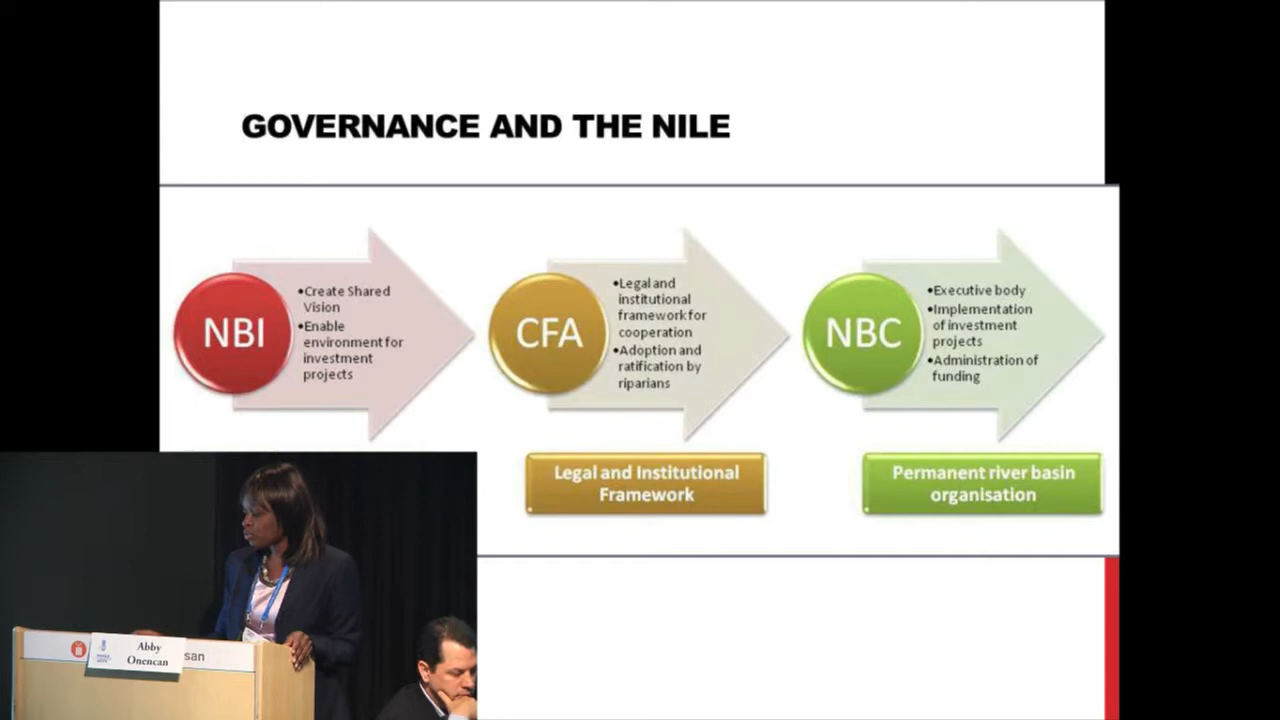 GOVERNANCE AND THE NILE
NBI
•Create Shared
Vision
•Enable
environment for
investment
projects
CFA
•Legal and
institutional
framework for
cooperation
•Adoption and
ratification by
riparians
NBC
•Executive body
•Implementation
of investment
projects
•Administration of
funding
Legal and Institutional
Framework
Permanent river basin
organisation
Abby
Onencan
san